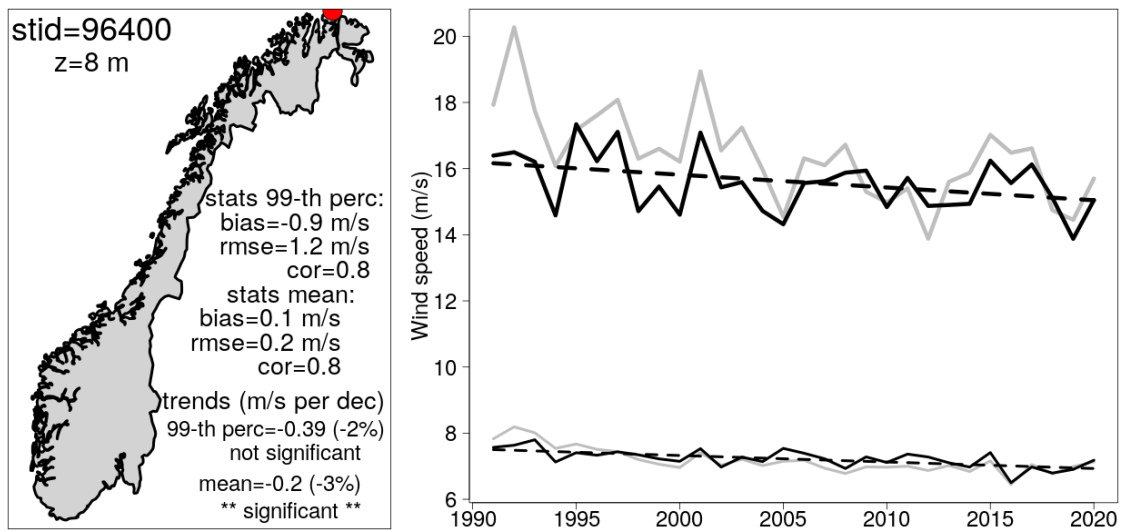 stid=96400
z=8 m
stats 99-th perc:
bias=-0.9 m/s
rmse=1.2 m/s
cor=0.8
stats mean:
bias=0.1 m/s
rmse=0.2 m/s
cor=0.8
trends (m/s per dec)
99-th perc=-0.39 (-2%)
not significant
mean=-0.2 (-3%)
** significant **
Wind speed (m/s)
20
18
16
14
12
10
8
6
1990 1995 2000 2005 2010 2015 2020